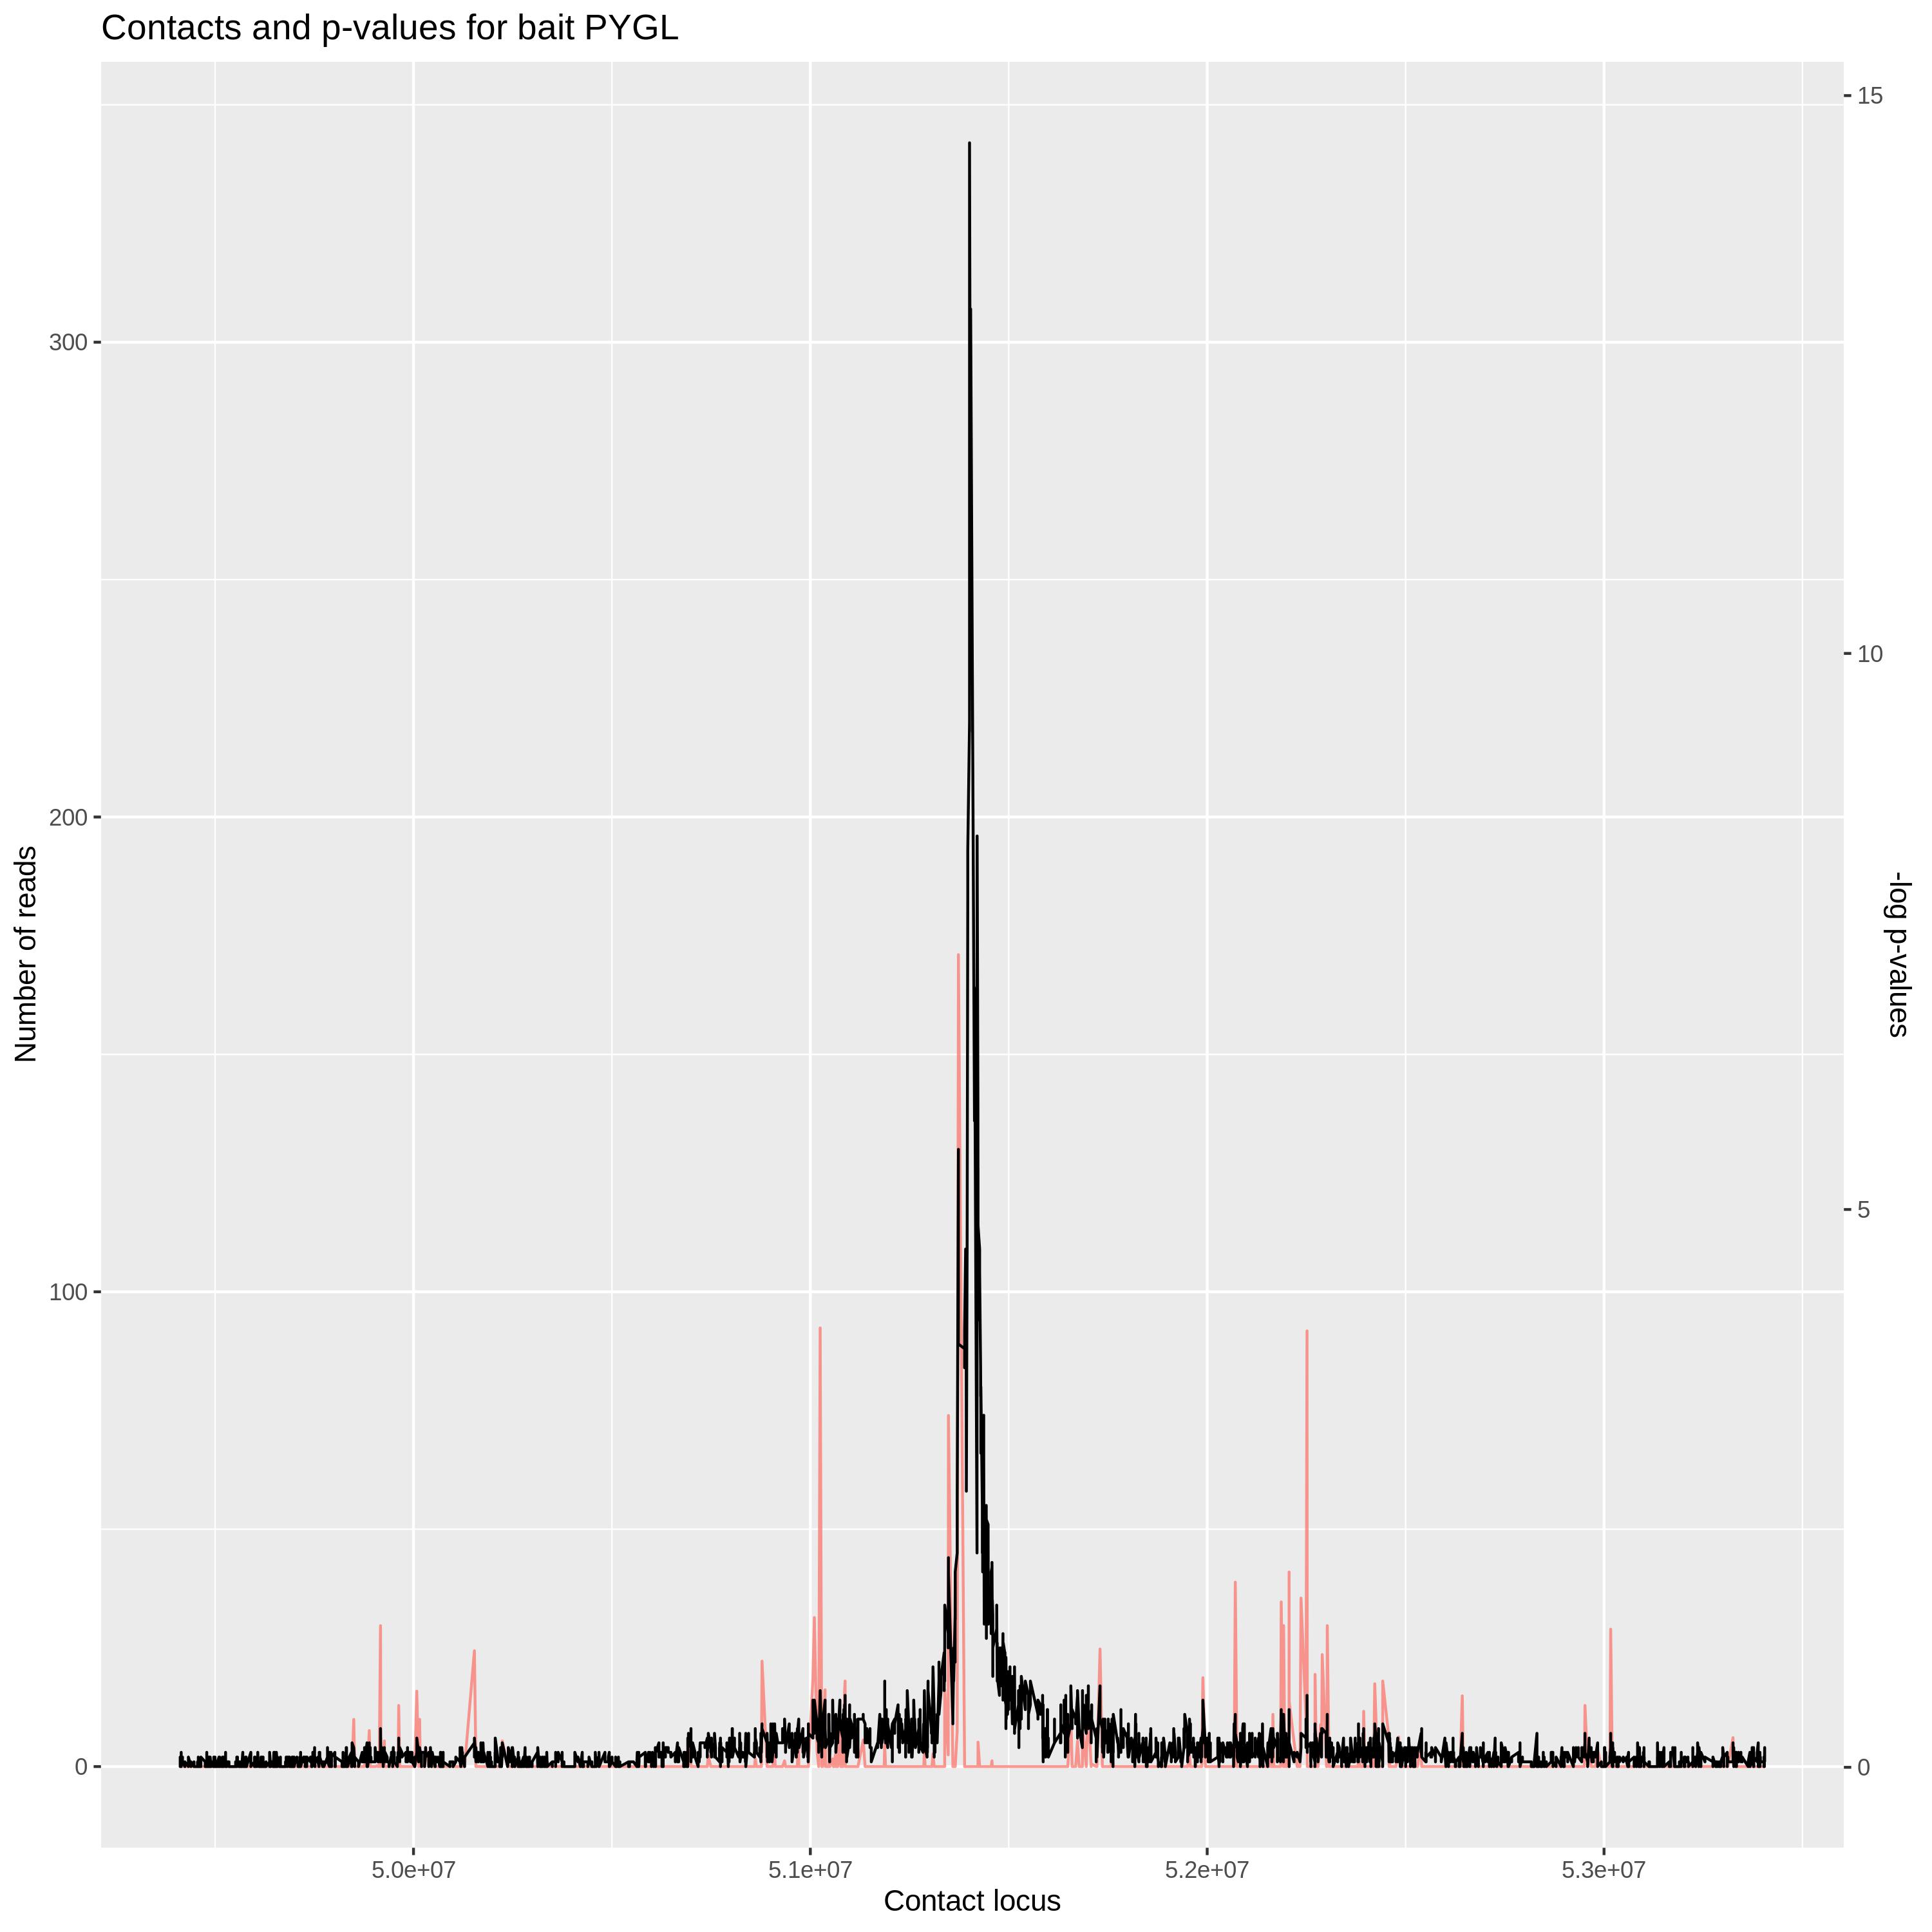 Contacts and p-values for bait PYGL
Number of reads
300
200
100
0
15
10
5
0
-log p-values
5.0e+07
5.1e+07
5.2e+07
5.3e+07
Contact locus